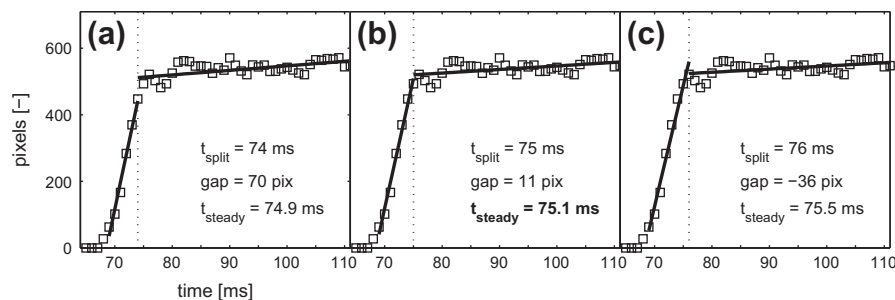 (a)
(b)
(c)
600
400
200
0
pixels [−]
t_split = 74 ms
gap = 70 pix
t_steady = 74.9 ms
t_split = 75 ms
gap = 11 pix
t_steady = 75.1 ms
t_split = 76 ms
gap = −36 pix
t_steady = 75.5 ms
70 80 90 100 110
70 80 90 100 110
70 80 90 100 110
time [ms]